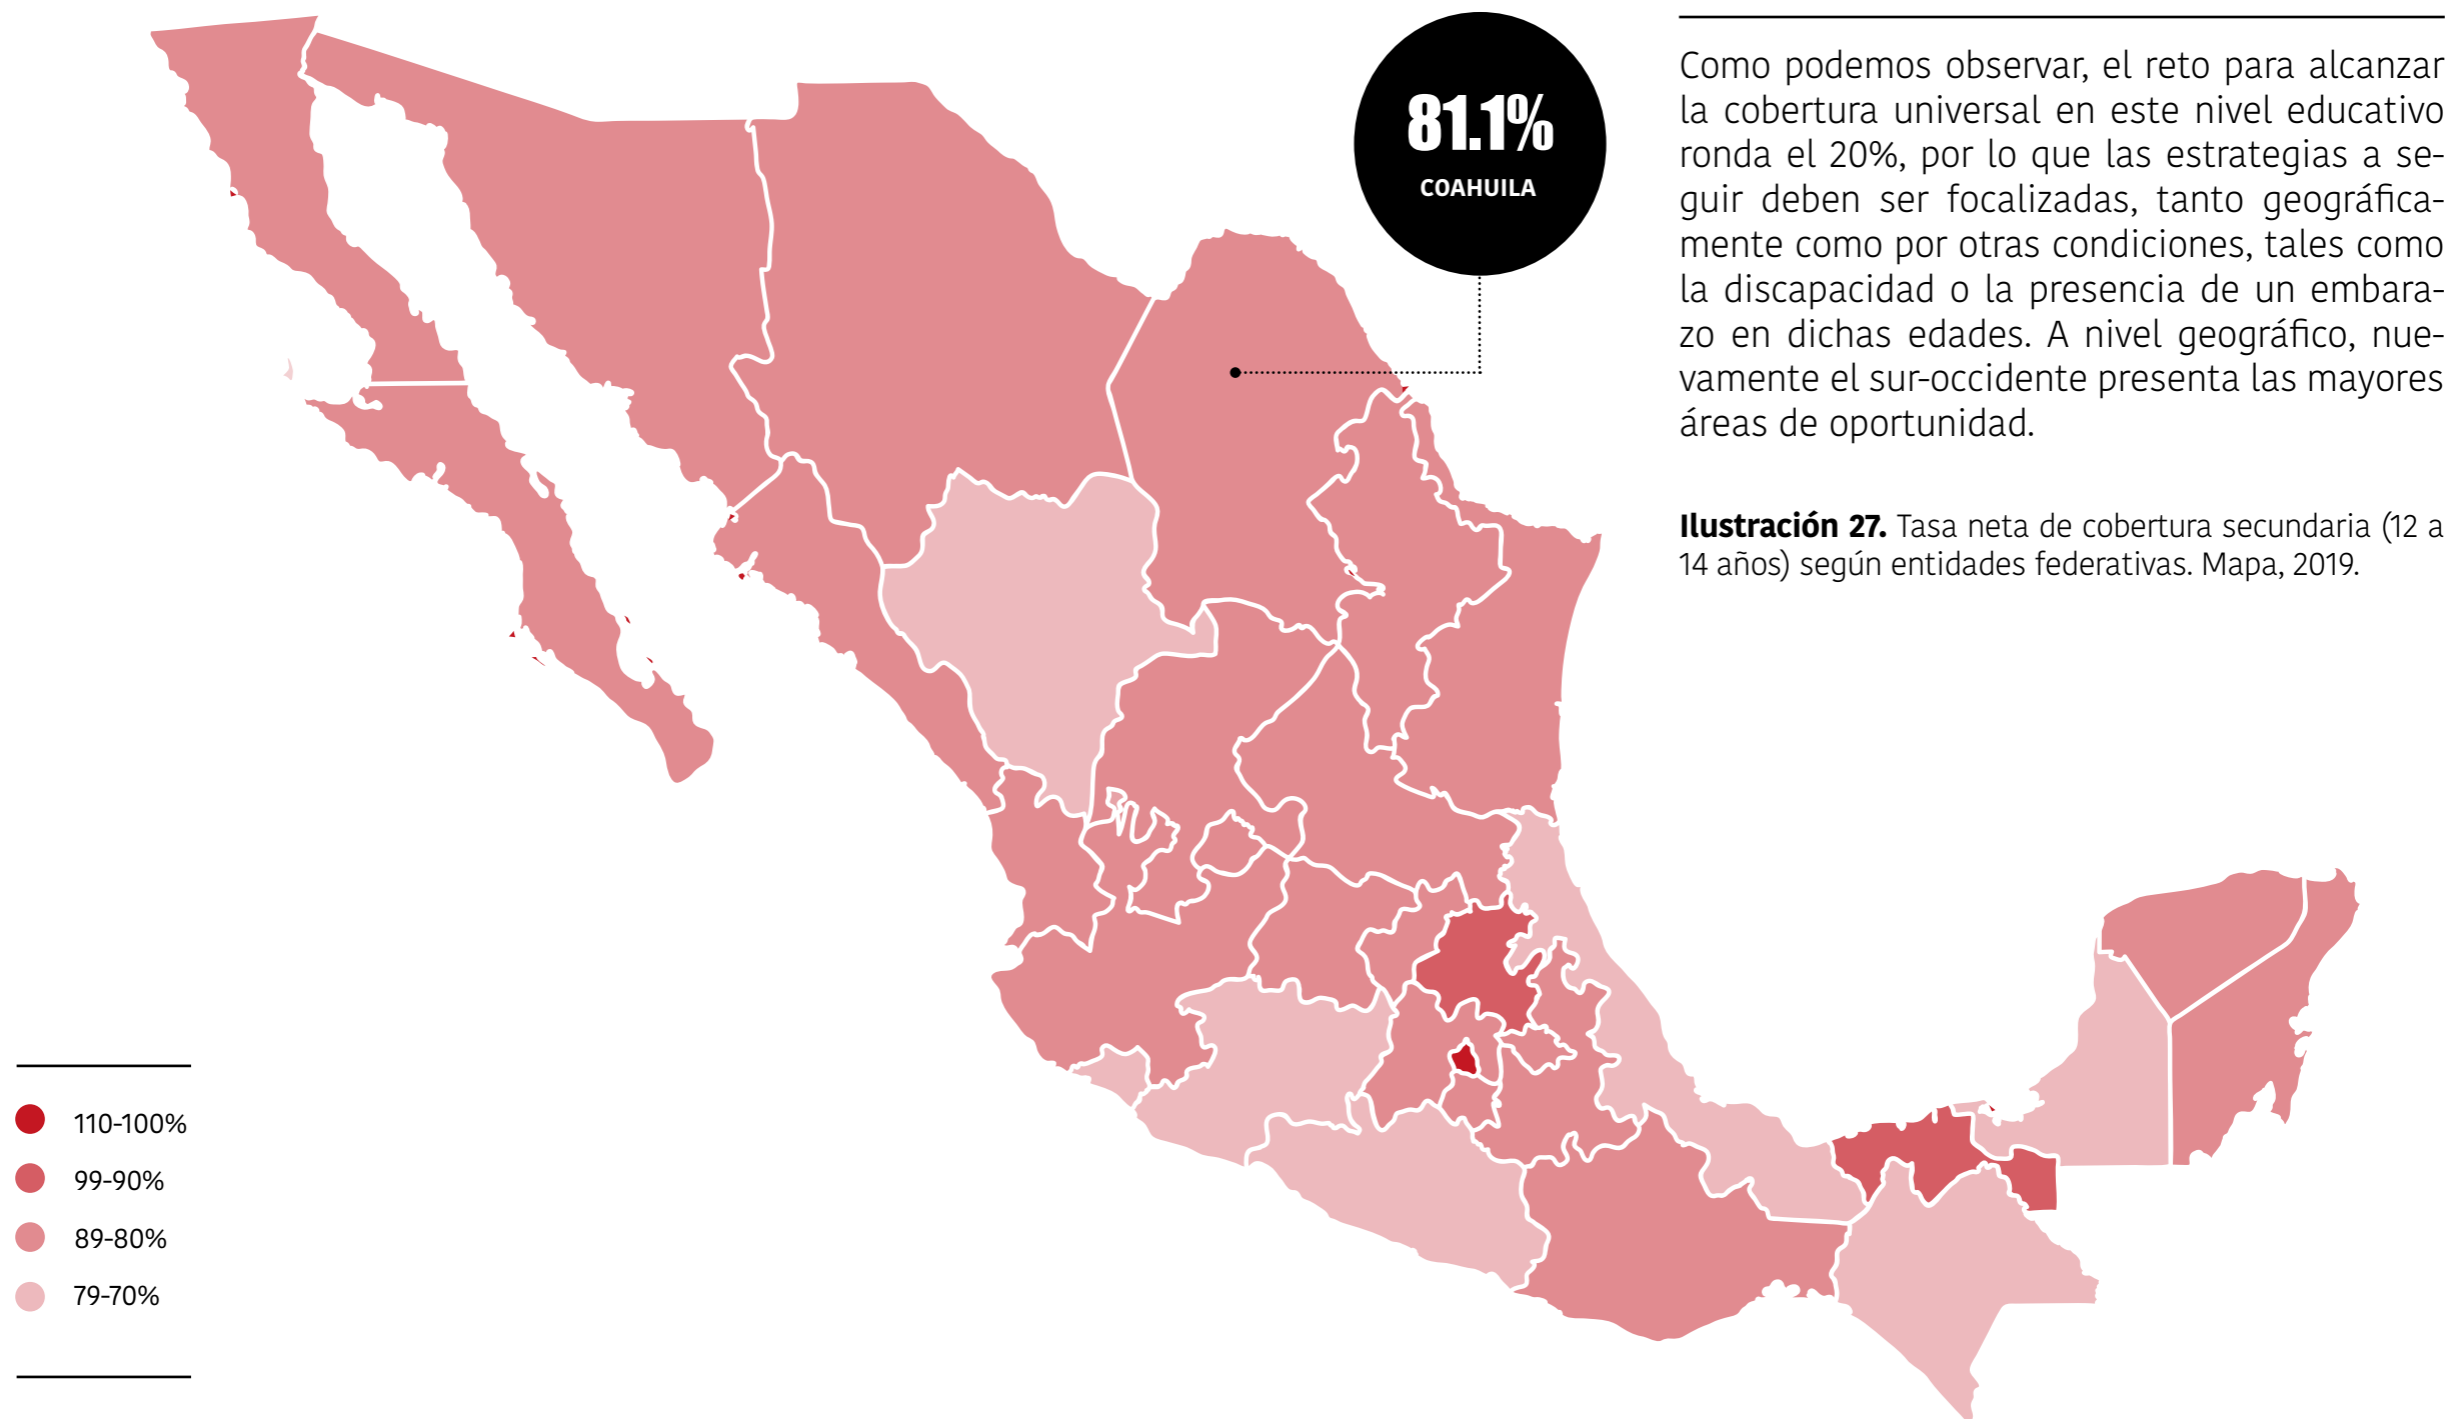 81.1%
COAHUILA
Como podemos observar, el reto para alcanzar
la cobertura universal en este nivel educativo
ronda el 20%, por lo que las estrategias a se-
guir deben ser focalizadas, tanto geográfica-
mente como por otras condiciones, tales como
la discapacidad o la presencia de un embara-
zo en dichas edades. A nivel geográfico, nue-
vamente el sur-occidente presenta las mayores
áreas de oportunidad.
Ilustración 27. Tasa neta de cobertura secundaria (12 a
14 años) según entidades federativas. Mapa, 2019.
110-100%
99-90%
89-80%
79-70%